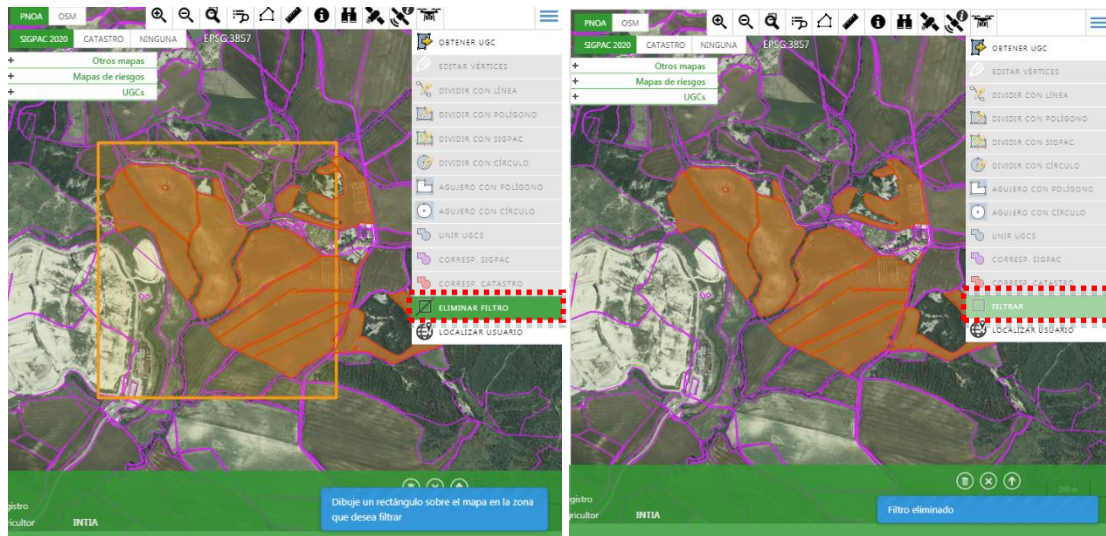 PNOA OSM
SIGPAC 2020 CATASTRO NINGUNA EPSG:3857
+ Otros mapas
+ Mapas de riesgos
+ UGCs
OBTENER UGC
EDITAR VÉRTICES
DIVIDIR CON LÍNEA
DIVIDIR CON POLÍGONO
DIVIDIR CON SIGPAC
DIVIDIR CON CÍRCULO
AGUJERO CON POLÍGONO
AGUJERO CON CÍRCULO
UNIR UGCS
CORRESP. SIGPAC
CORRESP. CATASTRO
ELIMINAR FILTRO
LOCALIZAR USUARIO
gistro
ricultor INTIA
Dibuje un rectángulo sobre el mapa en la zona
que desea filtrar
PNOA OSM
SIGPAC 2020 CATASTRO NINGUNA EPSG:3857
+ Otros mapas
+ Mapas de riesgos
+ UGCs
OBTENER UGC
EDITAR VÉRTICES
DIVIDIR CON LÍNEA
DIVIDIR CON POLÍGONO
DIVIDIR CON SIGPAC
DIVIDIR CON CÍRCULO
AGUJERO CON POLÍGONO
AGUJERO CON CÍRCULO
UNIR UGCS
CORRESP. SIGPAC
CORRESP. CATASTRO
FILTRAR
LOCALIZAR USUARIO
egistro
ricultor INTIA
Filtro eliminado